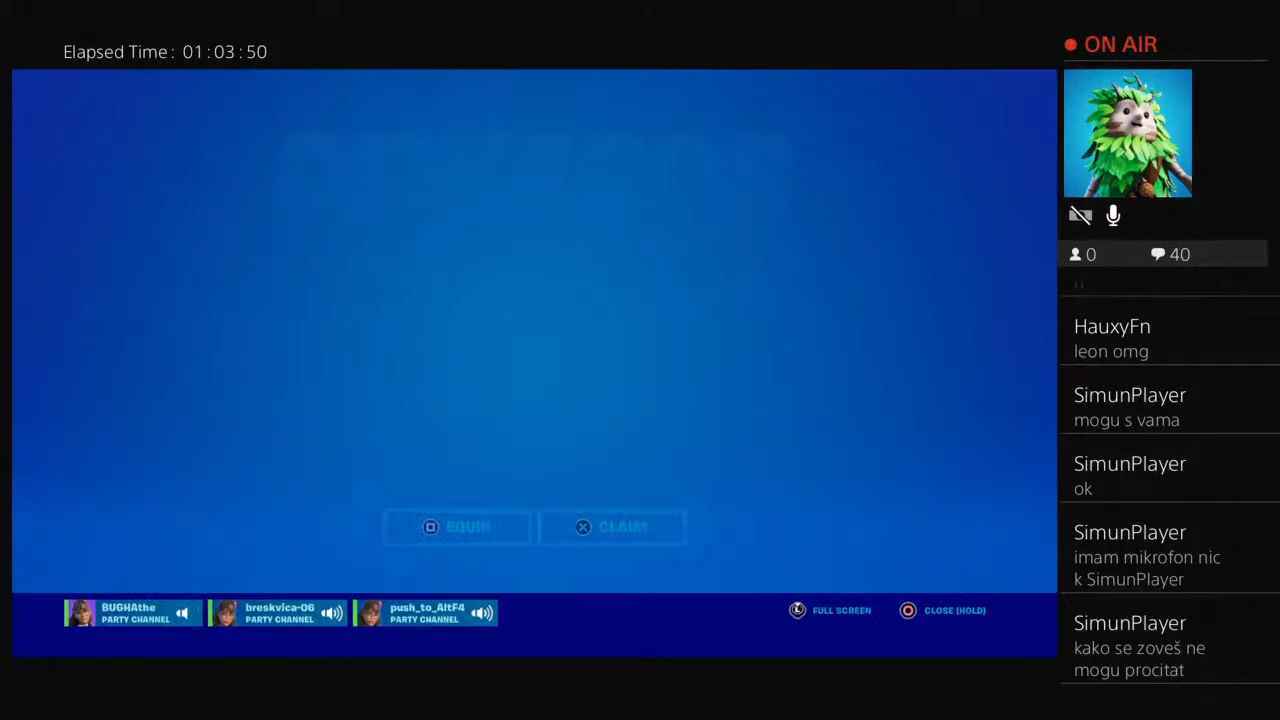 Elapsed Time: 01:03:50
ON AIR
0 40
HauxyFn
leon omg
SimunPlayer
mogu s vama
SimunPlayer
ok
SimunPlayer
imam mikrofon nic
k SimunPlayer
SimunPlayer
kako se zoveš ne
mogu procitat
EQUIP CLAIM
BUGHAthe
PARTY CHANNEL
breskvica-06
PARTY CHANNEL
push_to_AltF4
PARTY CHANNEL
L FULL SCREEN CLOSE (HOLD)